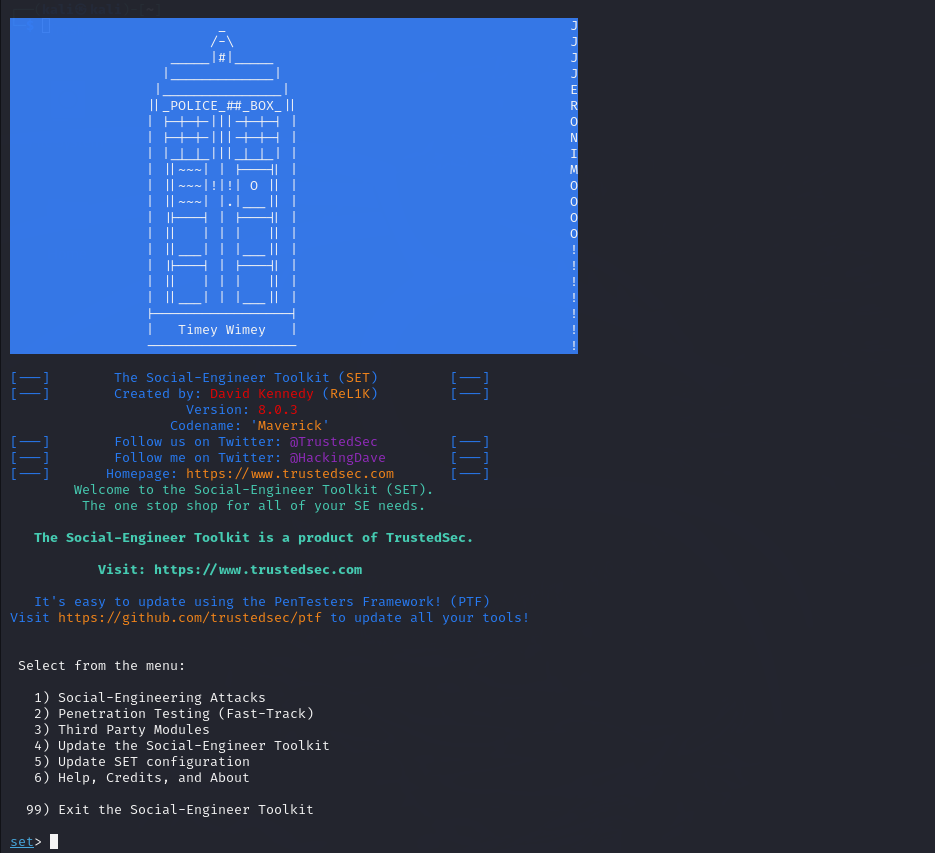 _POLICE_##_BOX_
Timey Wimey
JJJJERONIMOOOO!!!!!!!
[---] The Social-Engineer Toolkit (SET) [---]
[---] Created by: David Kennedy (ReL1K) [---]
Version: 8.0.3
Codename: 'Maverick'
[---] Follow us on Twitter: @TrustedSec [---]
[---] Follow me on Twitter: @HackingDave [---]
[---] Homepage: https://www.trustedsec.com [---]
Welcome to the Social-Engineer Toolkit (SET).
The one stop shop for all of your SE needs.
The Social-Engineer Toolkit is a product of TrustedSec.
Visit: https://www.trustedsec.com
It's easy to update using the PenTesters Framework! (PTF)
Visit https://github.com/trustedsec/ptf to update all your tools!
Select from the menu:
1) Social-Engineering Attacks
2) Penetration Testing (Fast-Track)
3) Third Party Modules
4) Update the Social-Engineer Toolkit
5) Update SET configuration
6) Help, Credits, and About
99) Exit the Social-Engineer Toolkit
set>